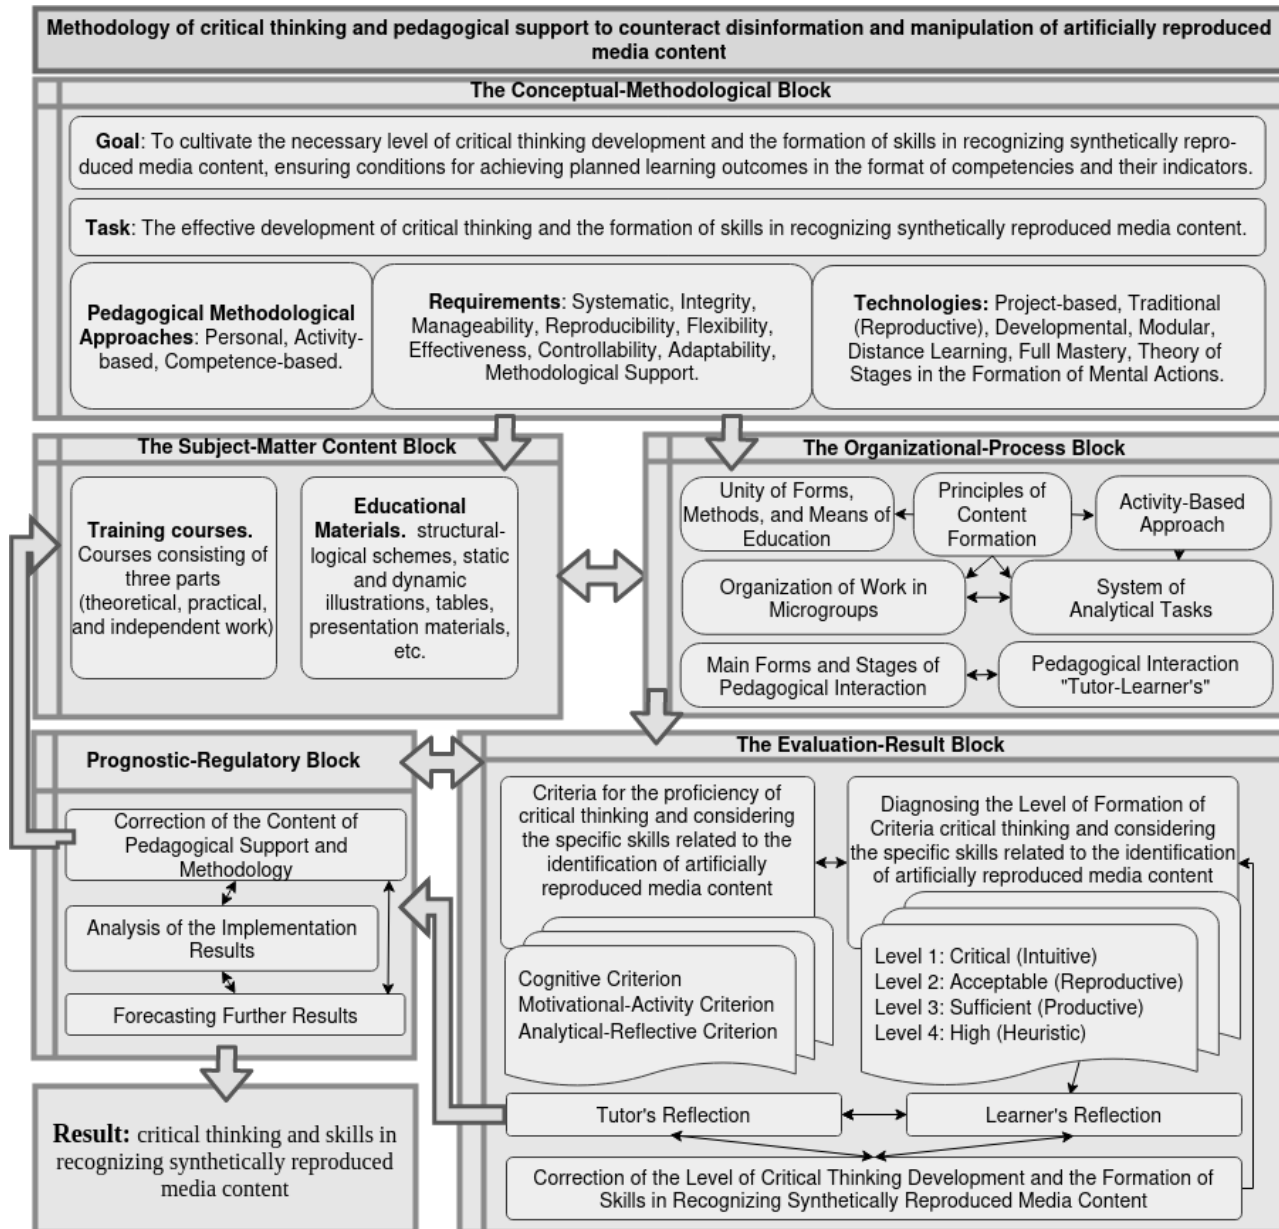 Methodology of critical thinking and pedagogical support to counteract disinformation and manipulation of artificially reproduced
media content
The Conceptual-Methodological Block
Goal: To cultivate the necessary level of critical thinking development and the formation of skills in recognizing synthetically repro-
duced media content, ensuring conditions for achieving planned learning outcomes in the format of competencies and their indicators.
Task: The effective development of critical thinking and the formation of skills in recognizing synthetically reproduced media content.
Pedagogical Methodological
Approaches: Personal, Activity-
based, Competence-based.
Requirements: Systematic, Integrity,
Manageability, Reproducibility, Flexibility,
Effectiveness, Controllability, Adaptability,
Methodological Support.
Technologies: Project-based, Traditional
(Reproductive), Developmental, Modular,
Distance Learning, Full Mastery, Theory of
Stages in the Formation of Mental Actions.
The Subject-Matter Content Block
Training courses.
Courses consisting of
three parts
(theoretical, practical,
and independent work)
Educational
Materials. structural-
logical schemes, static
and dynamic
illustrations, tables,
presentation materials,
etc.
The Organizational-Process Block
Unity of Forms,
Methods, and Means of
Education
Principles of
Content
Formation
Activity-Based
Approach
Organization of Work in
Microgroups
System of
Analytical Tasks
Main Forms and Stages of
Pedagogical Interaction
Pedagogical Interaction
"Tutor-Learner's"
Prognostic-Regulatory Block
Correction of the Content of
Pedagogical Support and
Methodology
Analysis of the Implementation
Results
Forecasting Further Results
Result: critical thinking and skills in
recognizing synthetically reproduced
media content
The Evaluation-Result Block
Criteria for the proficiency of
critical thinking and considering
the specific skills related to the
identification of artificially
reproduced media content
Diagnosing the Level of Formation of
Criteria critical thinking and considering
the specific skills related to the identification
of artificially reproduced media content
Cognitive Criterion
Motivational-Activity Criterion
Analytical-Reflective Criterion
Level 1: Critical (Intuitive)
Level 2: Acceptable (Reproductive)
Level 3: Sufficient (Productive)
Level 4: High (Heuristic)
Tutor's Reflection
Learner's Reflection
Correction of the Level of Critical Thinking Development and the Formation of
Skills in Recognizing Synthetically Reproduced Media Content